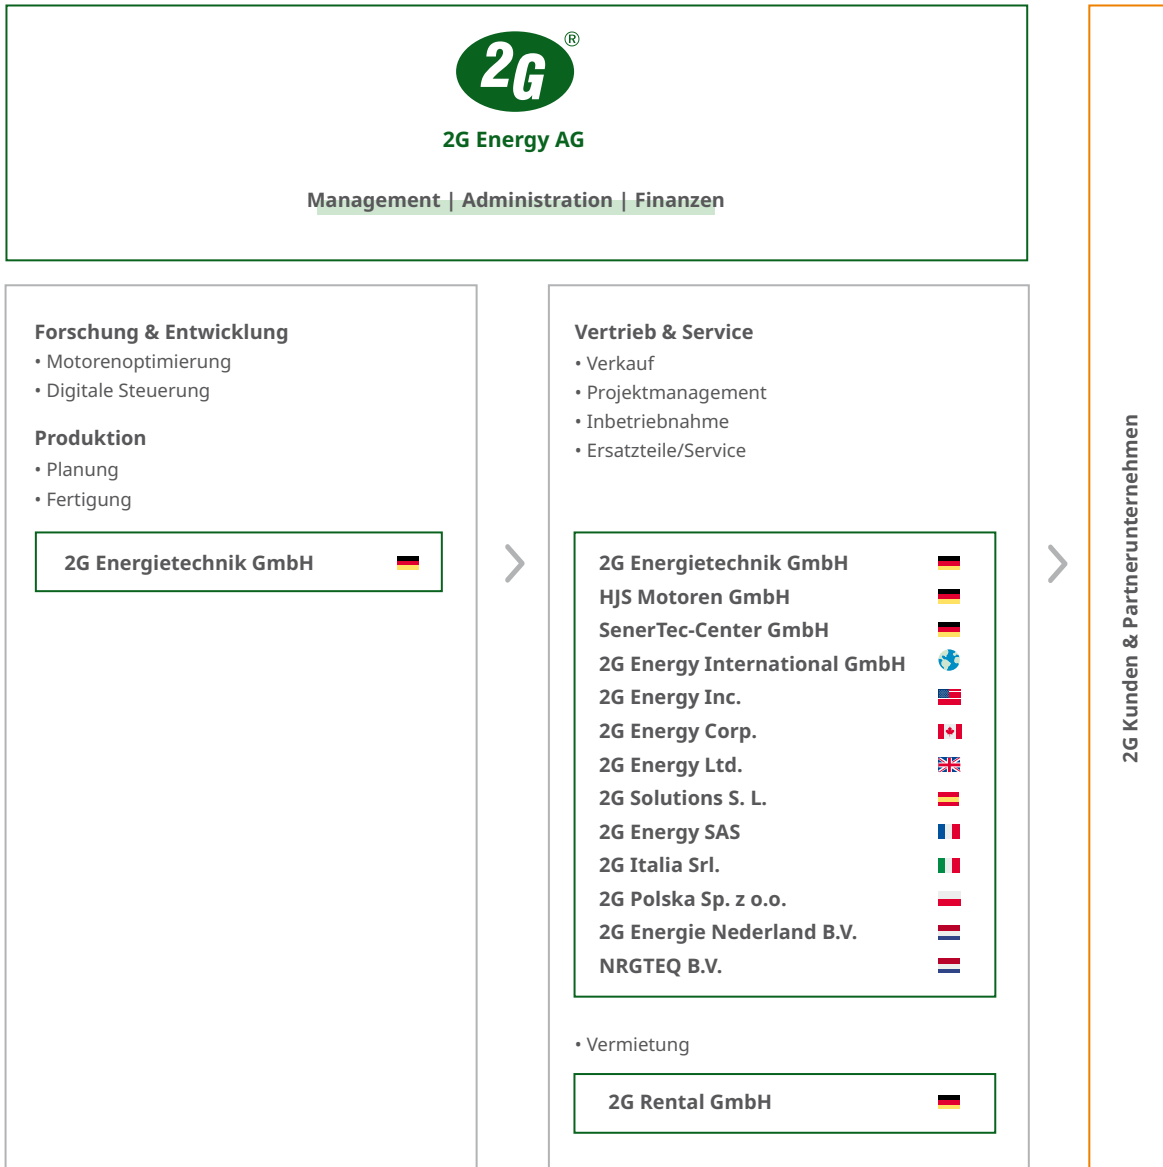 2G®
2G Energy AG
Management | Administration | Finanzen
Forschung & Entwicklung
• Motorenoptimierung
• Digitale Steuerung
Produktion
• Planung
• Fertigung
2G Energietechnik GmbH
Vertrieb & Service
• Verkauf
• Projektmanagement
• Inbetriebnahme
• Ersatzteile/Service
2G Energietechnik GmbH
HJS Motoren GmbH
SenerTec-Center GmbH
2G Energy International GmbH
2G Energy Inc.
2G Energy Corp.
2G Energy Ltd.
2G Solutions S. L.
2G Energy SAS
2G Italia Srl.
2G Polska Sp. z o.o.
2G Energie Nederland B.V.
NRGTEQ B.V.
• Vermietung
2G Rental GmbH
2G Kunden & Partnerunternehmen